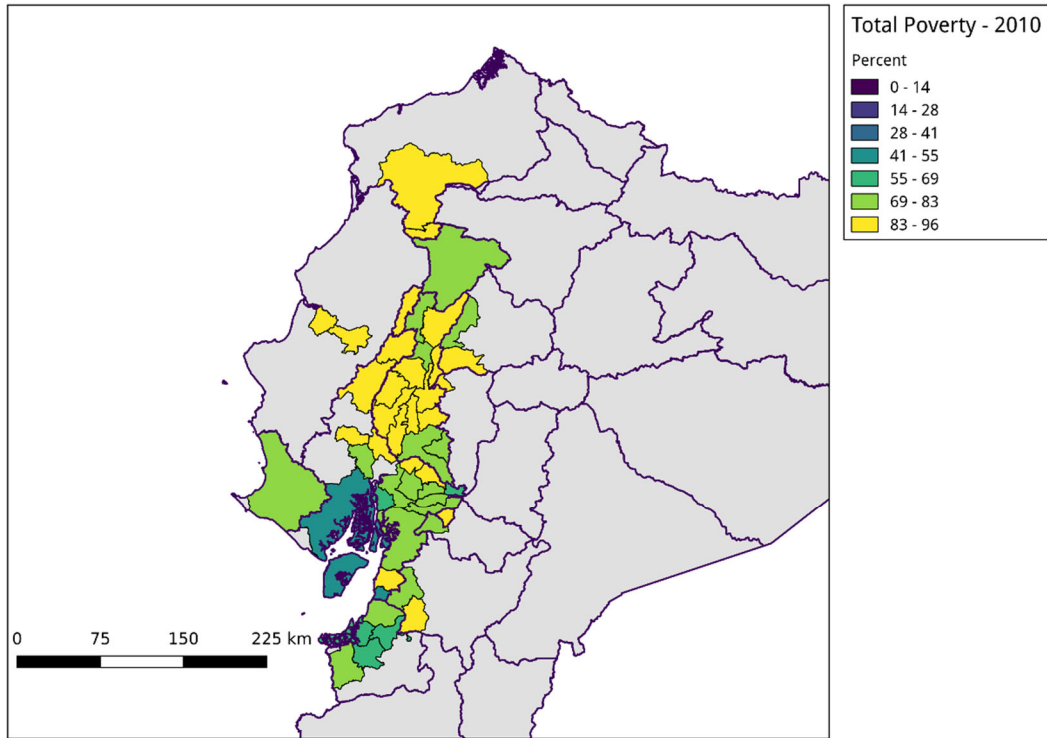 Total Poverty - 2010
Percent
0 - 14
14 - 28
28 - 41
41 - 55
55 - 69
69 - 83
83 - 96
0 75 150 225 km